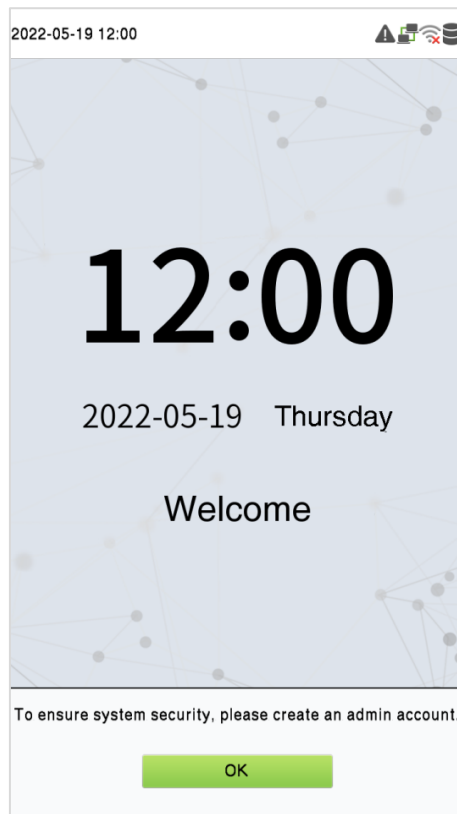 2022-05-19 12:00
12:00
2022-05-19 Thursday
Welcome
To ensure system security, please create an admin account.
OK